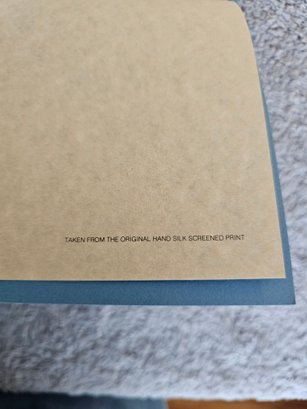 TAKEN FROM THE ORIGINAL HAND SILK SCREENED PRINT